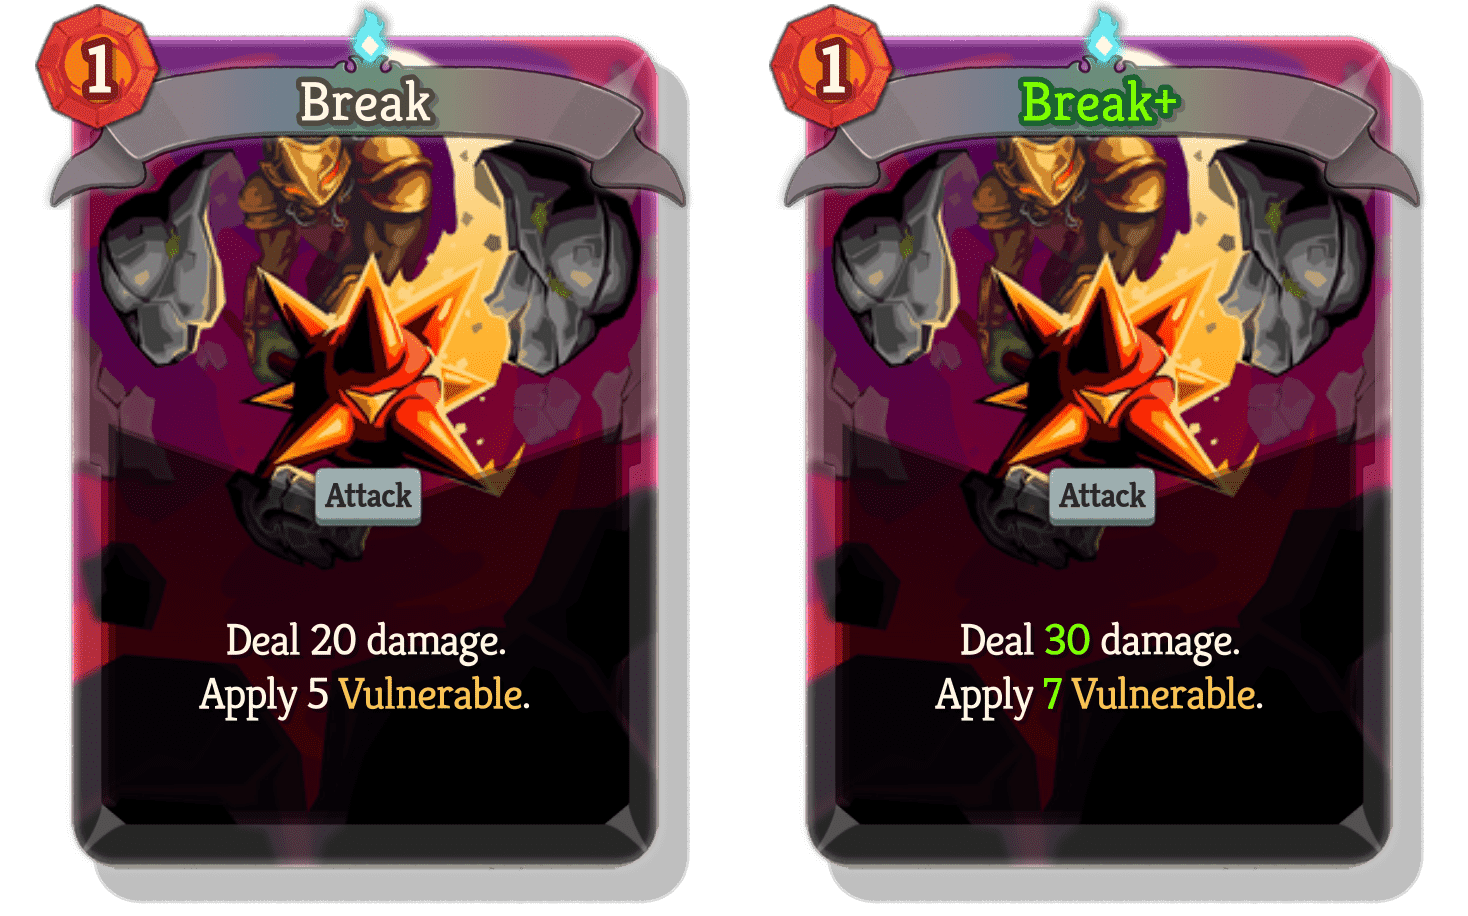 1
Break
Attack
Deal 20 damage.
Apply 5 Vulnerable.
1
Break+
Attack
Deal 30 damage.
Apply 7 Vulnerable.